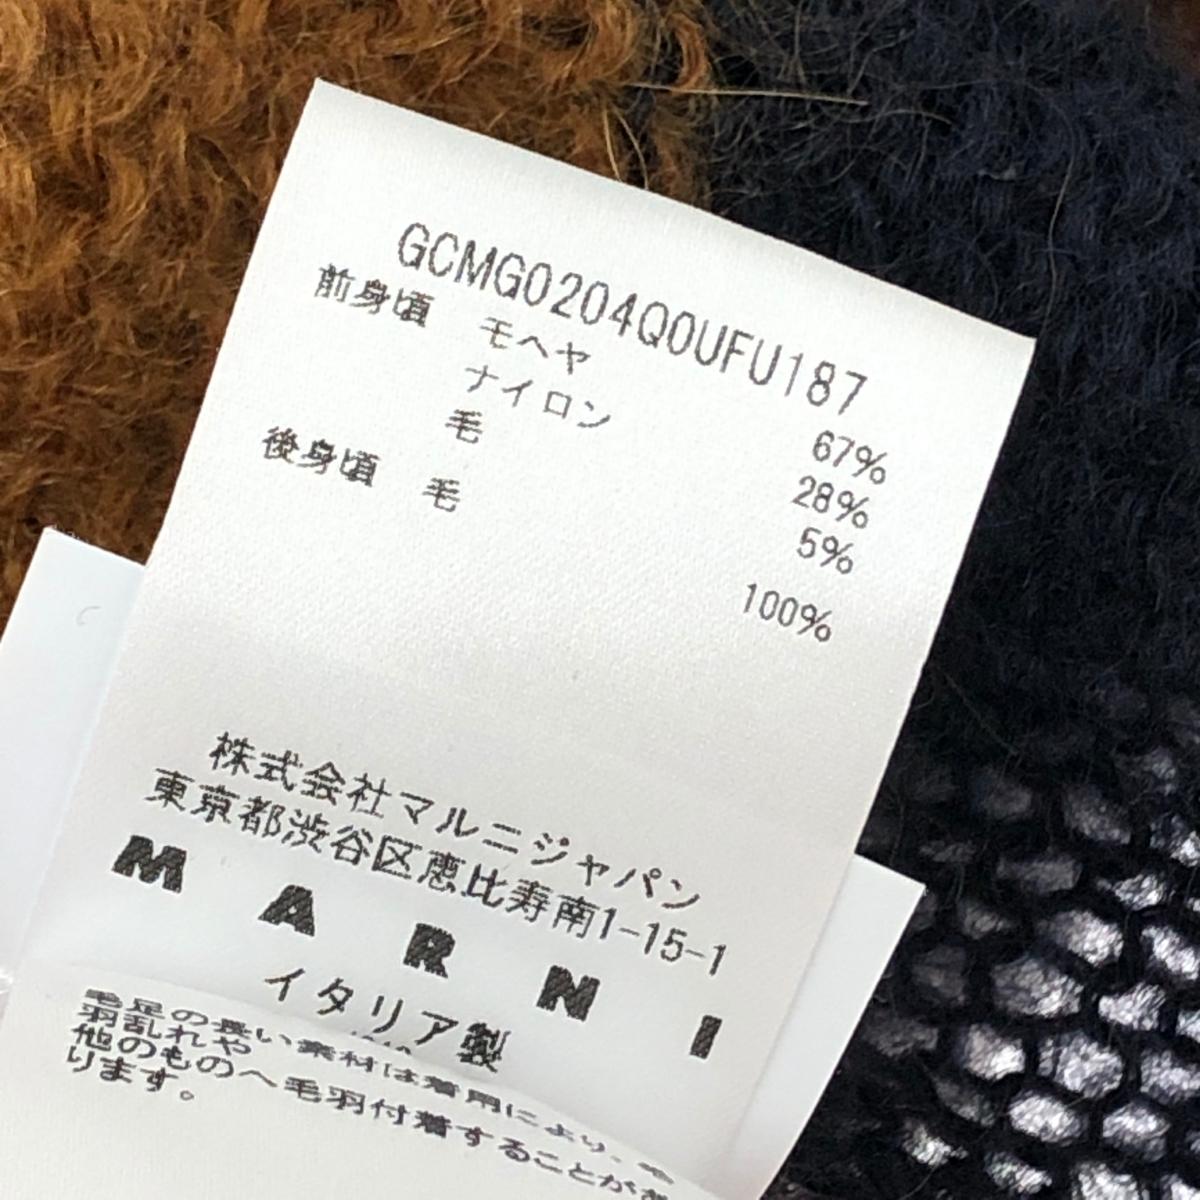 GCMG0204Q0UFU187
前身頃 モヘヤ 67%
ナイロン 28%
毛 5%
後身頃 毛 100%
株式会社マルニジャパン
東京都渋谷区恵比寿南1-15-1
MARNI
イタリア製
毛足の長い素材は着用により、毛
羽乱れや
他のものへ毛羽付着することが
ります。